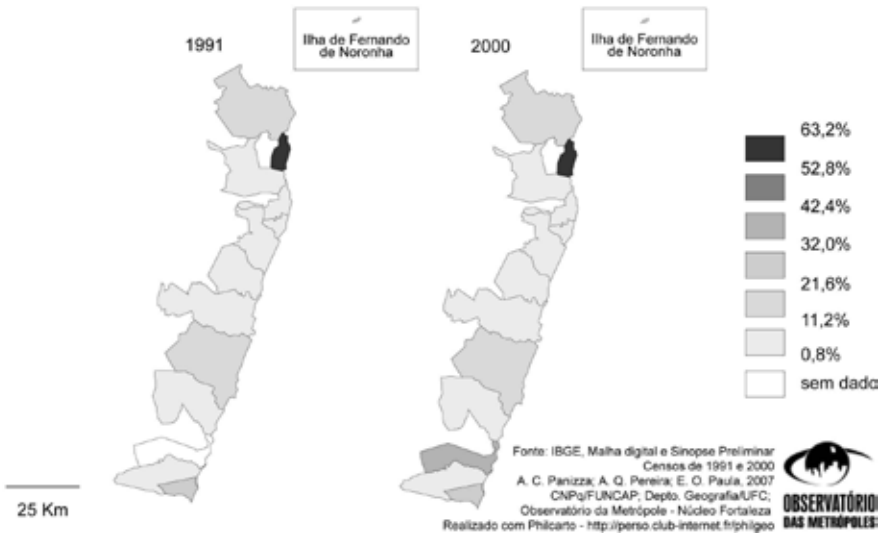 1991
Ilha de Fernando
de Noronha
2000
Ilha de Fernando
de Noronha
63,2%
52,8%
42,4%
32,0%
21,6%
11,2%
0,8%
sem dado
Fonte: IBGE, Malha digital e Sinopse Preliminar
Censos de 1991 e 2000
A. C. Panizza; A. Q. Pereira; E. O. Paula, 2007
CNPq/FUNCAP; Depto. Geografia/UFC;
Observatório da Metrópole - Núcleo Fortaleza
Realizado com Philcarto - http://perso.club-internet.fr/philgeo
OBSERVATÓRIO
DAS METRÓPOLES
25 Km